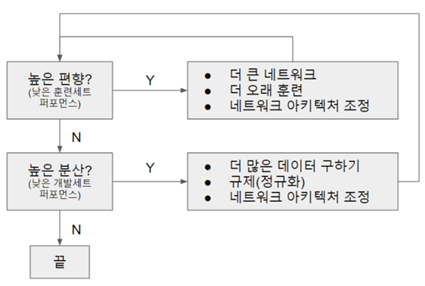 높은 편향?
(낮은 훈련세트
퍼포먼스)
Y
● 더 큰 네트워크
● 더 오래 훈련
● 네트워크 아키텍처 조정
N
높은 분산?
(낮은 개발세트
퍼포먼스)
Y
● 더 많은 데이터 구하기
● 규제(정규화)
● 네트워크 아키텍처 조정
N
끝